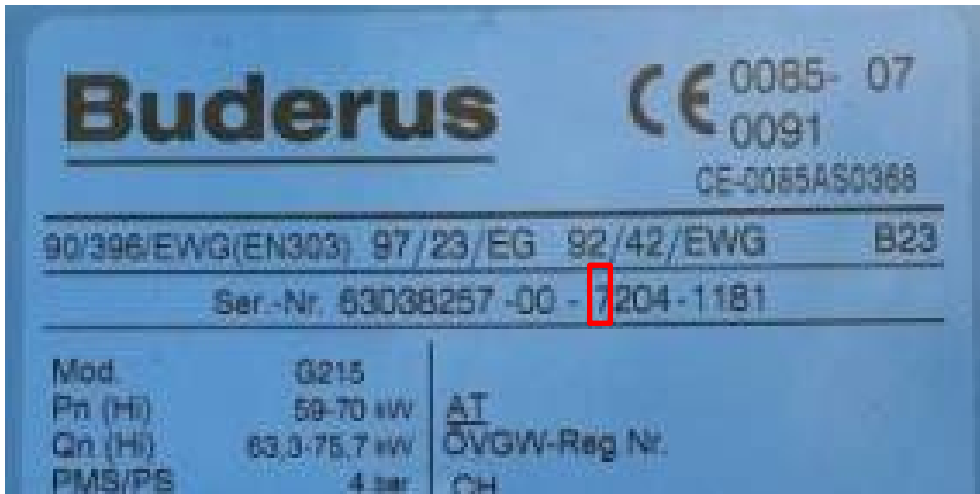 Buderus
CE 0085- 07
0091
CE-0085AS0368
90/396/EWG(EN303) 97/23/EG 92/42/EWG B23
Ser.-Nr. 63038257 -00 - 7204-1181
Mod. G215
Pn (Hi) 59-70 kW
Qn (Hi) 63,3-75,7 kW
PMS/PS 4 bar
AT
ÖVGW-Reg Nr.
CH